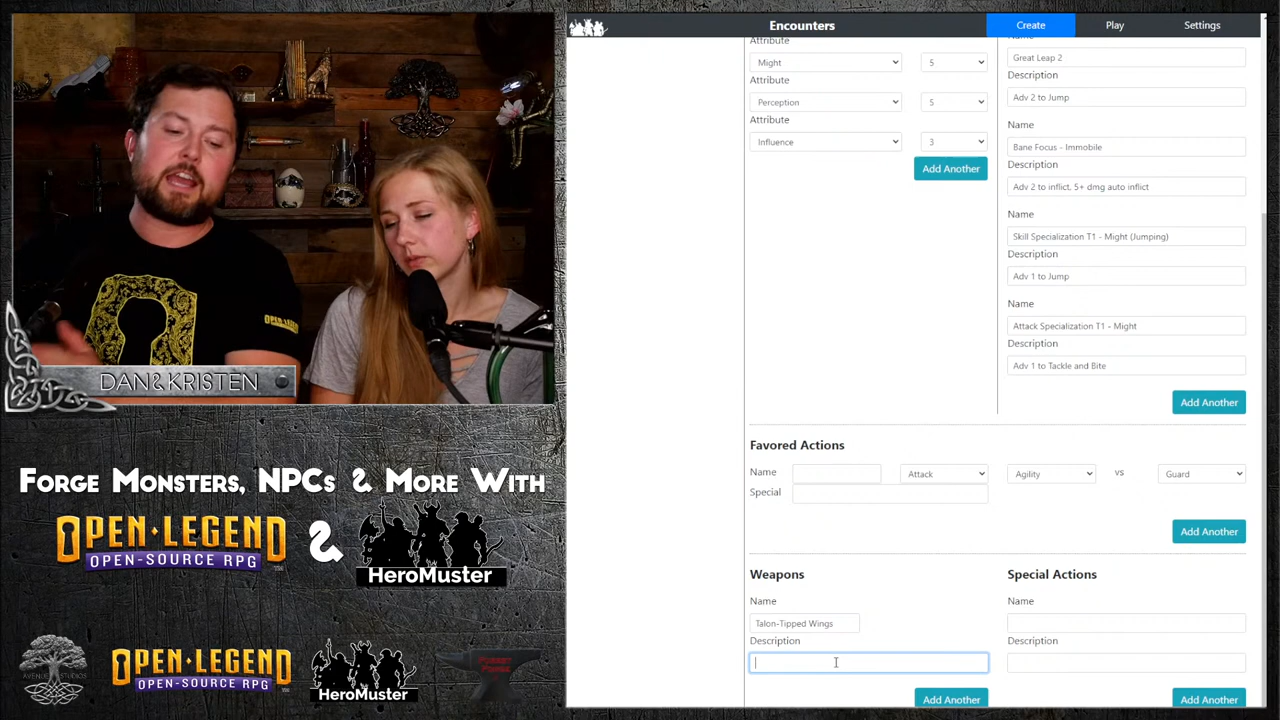 DAN & KRISTEN
FORGE MONSTERS, NPCS & MORE WITH
OPEN LEGEND
OPEN-SOURCE RPG
&
HeroMuster
OPEN LEGEND
OPEN-SOURCE RPG
HeroMuster
OPEN LEGEND
Encounters
Create
Play
Settings
Attribute
Might
5
Attribute
Perception
5
Attribute
Influence
3
Add Another
Great Leap 2
Description
Adv 2 to Jump
Name
Bane Focus - Immobile
Description
Adv 2 to inflict, 5+ dmg auto inflict
Name
Skill Specialization T1 - Might (Jumping)
Description
Adv 1 to Jump
Name
Attack Specialization T1 - Might
Description
Adv 1 to Tackle and Bite
Add Another
Favored Actions
Name
Attack
Agility
vs
Guard
Special
Add Another
Weapons
Name
Talon-Tipped Wings
Description
Add Another
Special Actions
Name
Description
Add Another